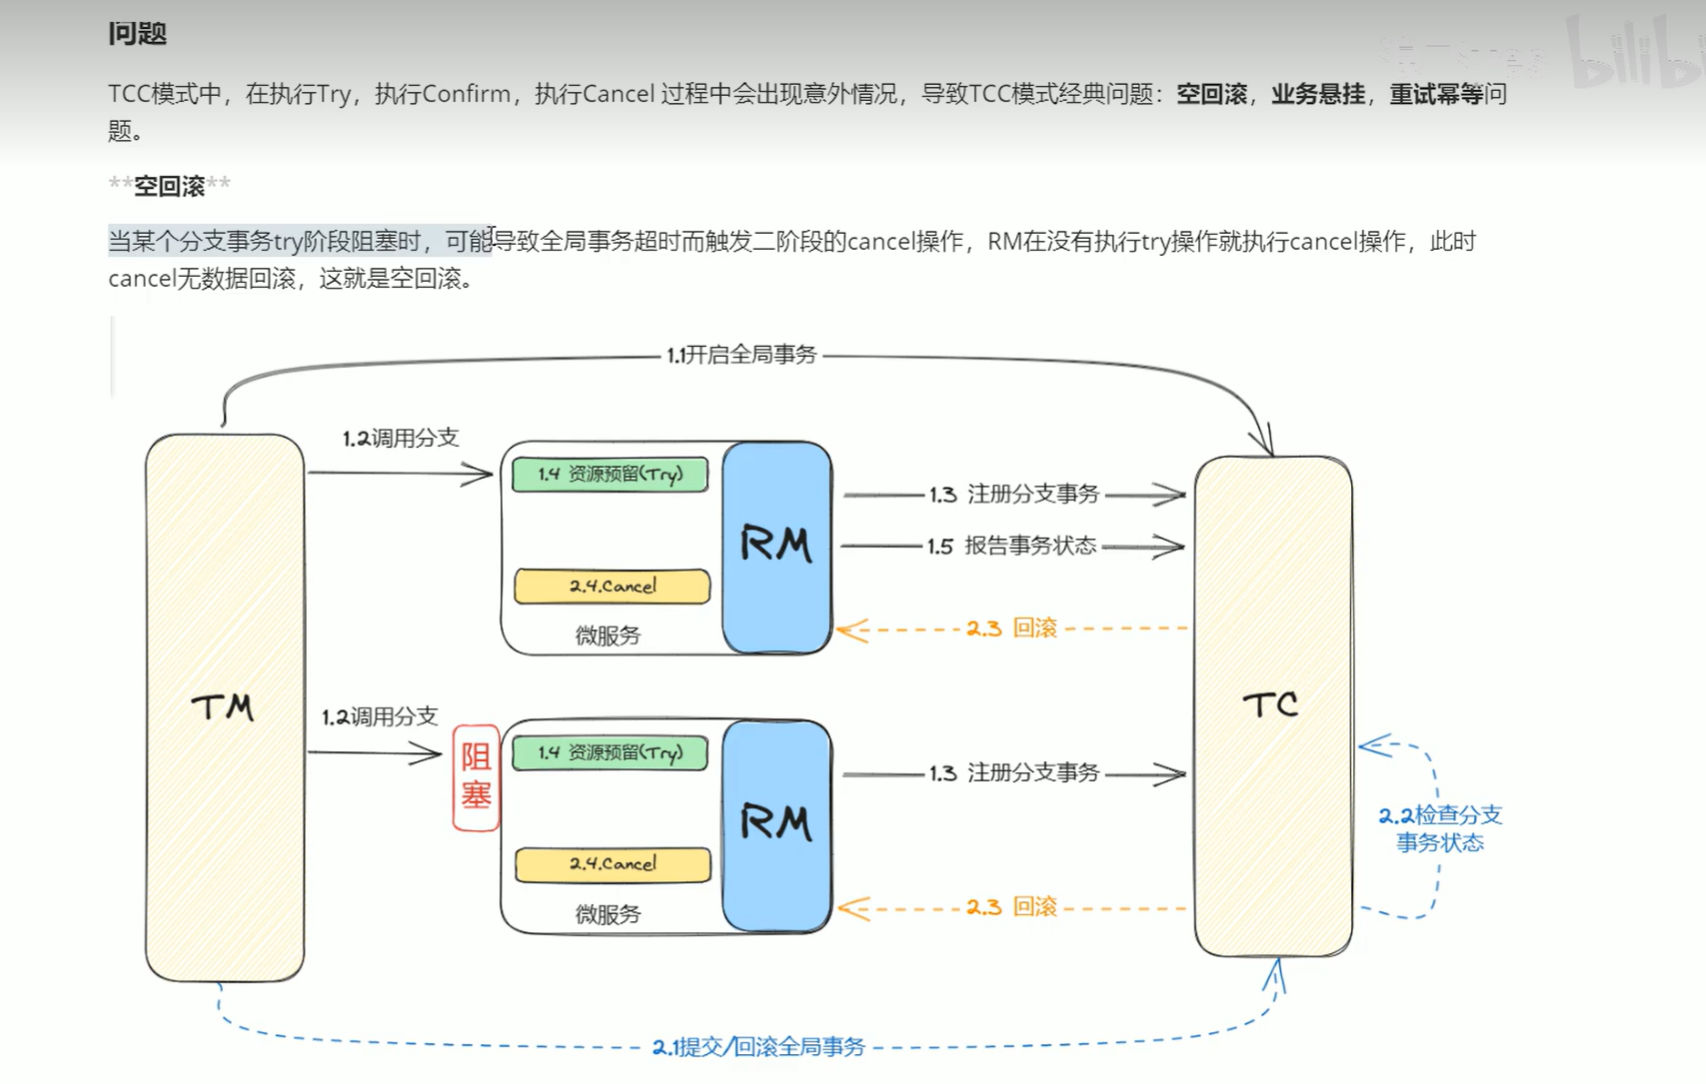 问题
bilibi
TCC模式中，在执行Try，执行Confirm，执行Cancel 过程中会出现意外情况，导致TCC模式经典问题：空回滚，业务悬挂，重试幂等问
题。
**空回滚**
当某个分支事务try阶段阻塞时，可能导致全局事务超时而触发二阶段的cancel操作，RM在没有执行try操作就执行cancel操作，此时
cancel无数据回滚，这就是空回滚。
1.1开启全局事务
1.2调用分支
1.4 资源预留(Try)
RM
1.3 注册分支事务
1.5 报告事务状态
2.4.Cancel
微服务
2.3 回滚
TM
TC
1.2调用分支
阻
塞
1.4 资源预留(Try)
RM
1.3 注册分支事务
2.4.Cancel
微服务
2.3 回滚
2.2检查分支
事务状态
2.1提交/回滚全局事务